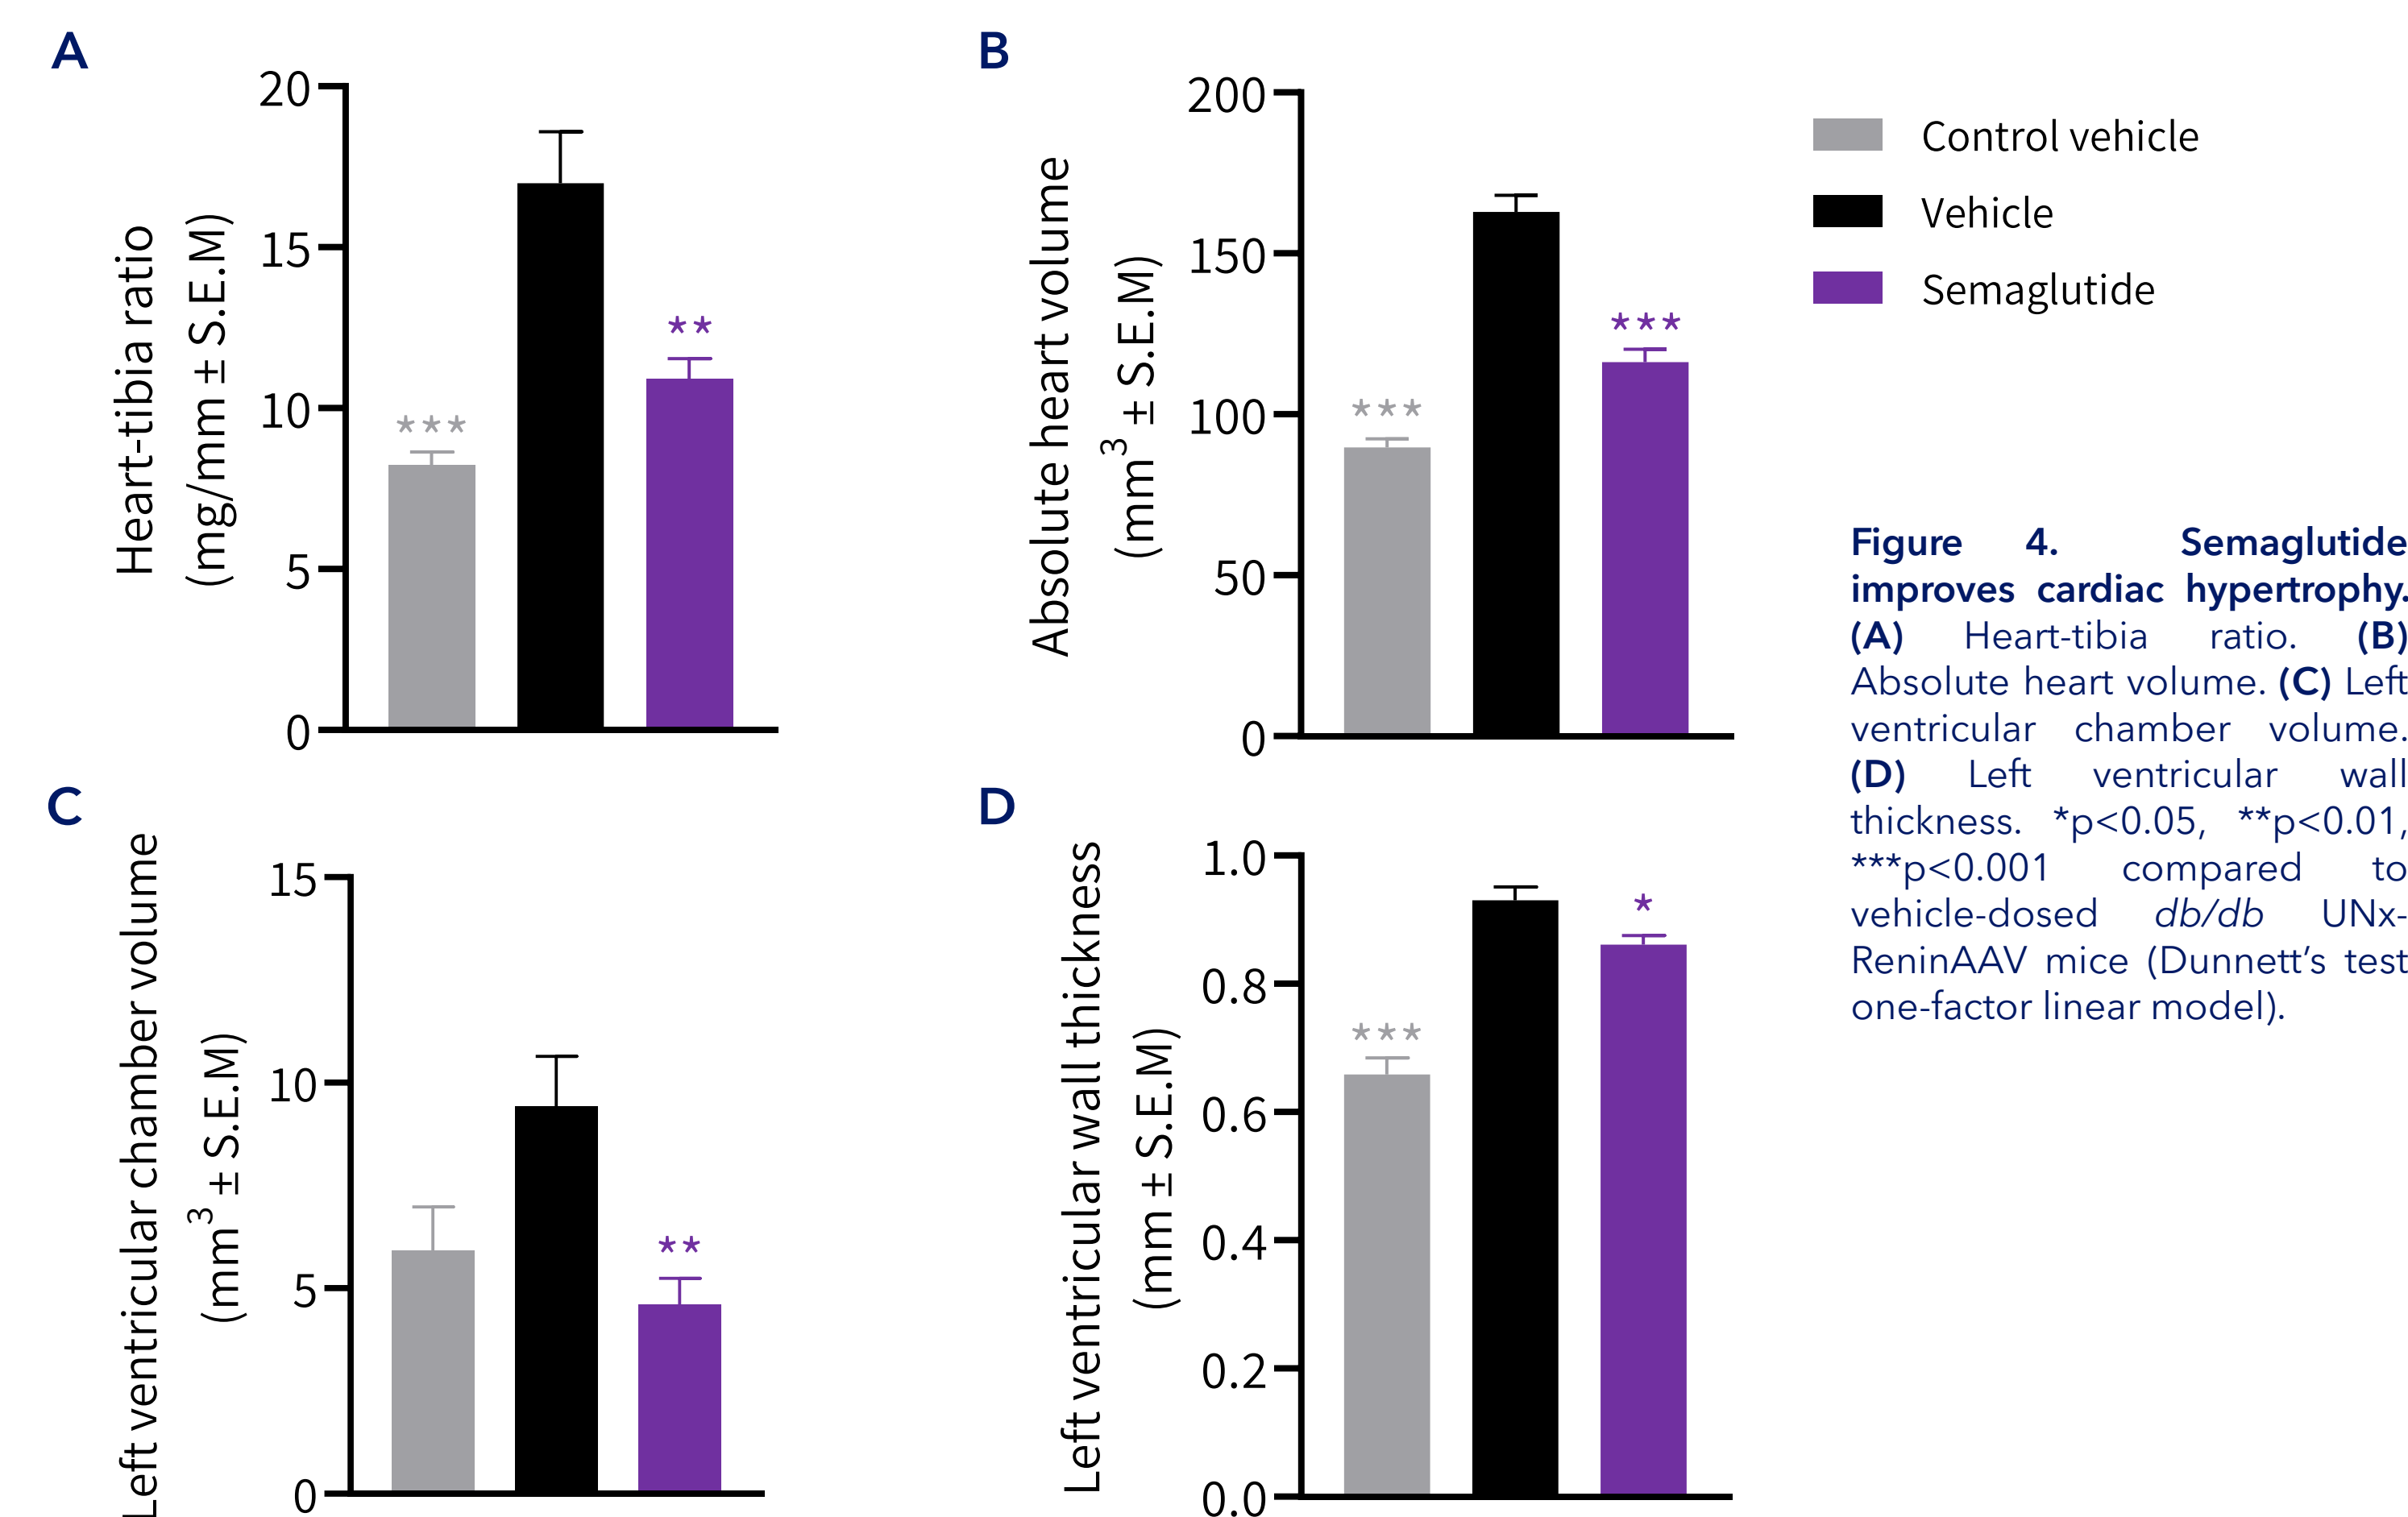 A
Heart-tibia ratio
(mg/mm ± S.E.M)
20
15
10
5
0
***
**
B
Absolute heart volume
(mm³ ± S.E.M)
200
150
100
50
0
***
***
Control vehicle
Vehicle
Semaglutide
C
Left ventricular chamber volume
(mm³ ± S.E.M)
15
10
5
0
**
D
Left ventricular wall thickness
(mm ± S.E.M)
1.0
0.8
0.6
0.4
0.2
0.0
***
*
Figure 4. Semaglutide
improves cardiac hypertrophy.
(A) Heart-tibia ratio. (B)
Absolute heart volume. (C) Left
ventricular chamber volume.
(D) Left ventricular wall
thickness. *p<0.05, **p<0.01,
***p<0.001 compared to
vehicle-dosed db/db UNx-
ReninAAV mice (Dunnett’s test
one-factor linear model).